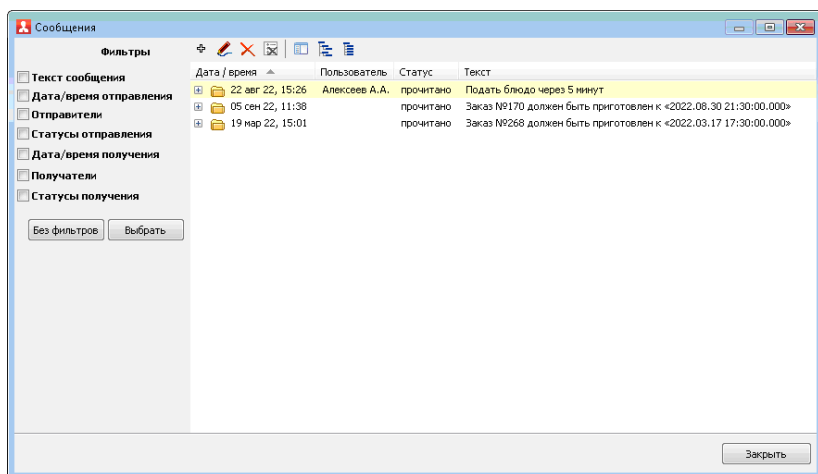 Сообщения
Фильтры
Текст сообщения
Дата/время отправления
Отправители
Статусы отправления
Дата/время получения
Получатели
Статусы получения
Без фильтров Выбрать
Дата / время Пользователь Статус Текст
22 авг 22, 15:26 Алексеев А.А. прочитано Подать блюдо через 5 минут
05 сен 22, 11:38 прочитано Заказ №170 должен быть приготовлен к «2022.08.30 21:30:00.000»
19 мар 22, 15:01 прочитано Заказ №268 должен быть приготовлен к «2022.03.17 17:30:00.000»
Закрыть